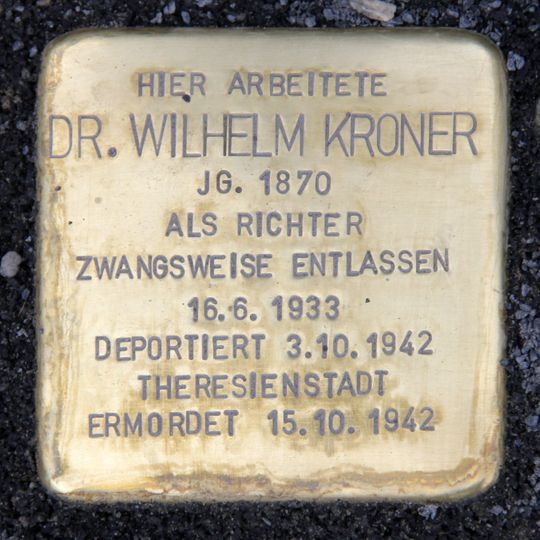 HIER ARBEITETE
DR. WILHELM KRONER
JG. 1870
ALS RICHTER
ZWANGSWEISE ENTLASSEN
16.6. 1933
DEPORTIERT 3.10.1942
THERESIENSTADT
ERMORDET 15.10.1942